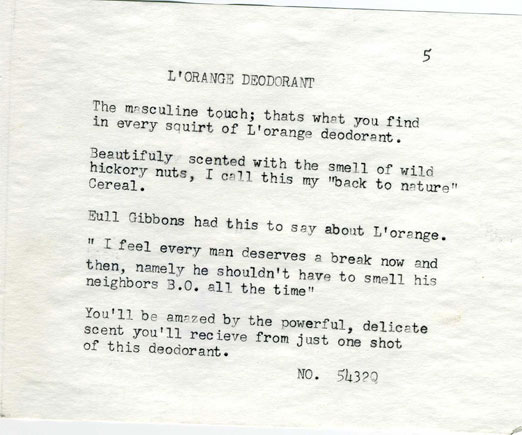 5
L'ORANGE DEODORANT
The masculine touch; thats what you find
in every squirt of L'orange deodorant.
Beautifuly scented with the smell of wild
hickory nuts, I call this my "back to nature"
Cereal.
Eull Gibbons had this to say about L'orange.
" I feel every man deserves a break now and
then, namely he shouldn't have to smell his
neighbors B.O. all the time"
You'll be amazed by the powerful, delicate
scent you'll recieve from just one shot
of this deodorant.
NO. 5432Q